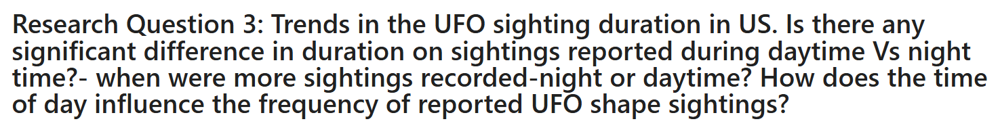 Research Question 3: Trends in the UFO sighting duration in US. Is there any
significant difference in duration on sightings reported during daytime Vs night
time?- when were more sightings recorded-night or daytime? How does the time
of day influence the frequency of reported UFO shape sightings?